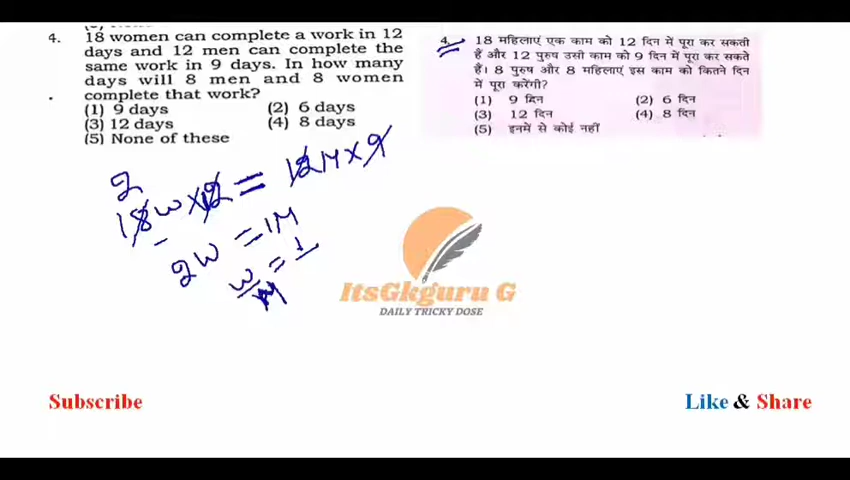 4. 18 women can complete a work in 12
days and 12 men can complete the
same work in 9 days. In how many
days will 8 men and 8 women
complete that work?
(1) 9 days (2) 6 days
(3) 12 days (4) 8 days
(5) None of these
4. 18 महिलाएं एक काम को 12 दिन में पूरा कर सकती
हैं और 12 पुरुष उसी काम को 9 दिन में पूरा कर सकते
हैं। 8 पुरुष और 8 महिलाएं इस काम को कितने दिन
में पूरा करेंगी?
(1) 9 दिन (2) 6 दिन
(3) 12 दिन (4) 8 दिन
(5) इनमें से कोई नहीं
2
18W×12 = 12M×9
2W = 1M
W/M = 1
ItsGkguru G
DAILY TRICKY DOSE
Subscribe
Like & Share